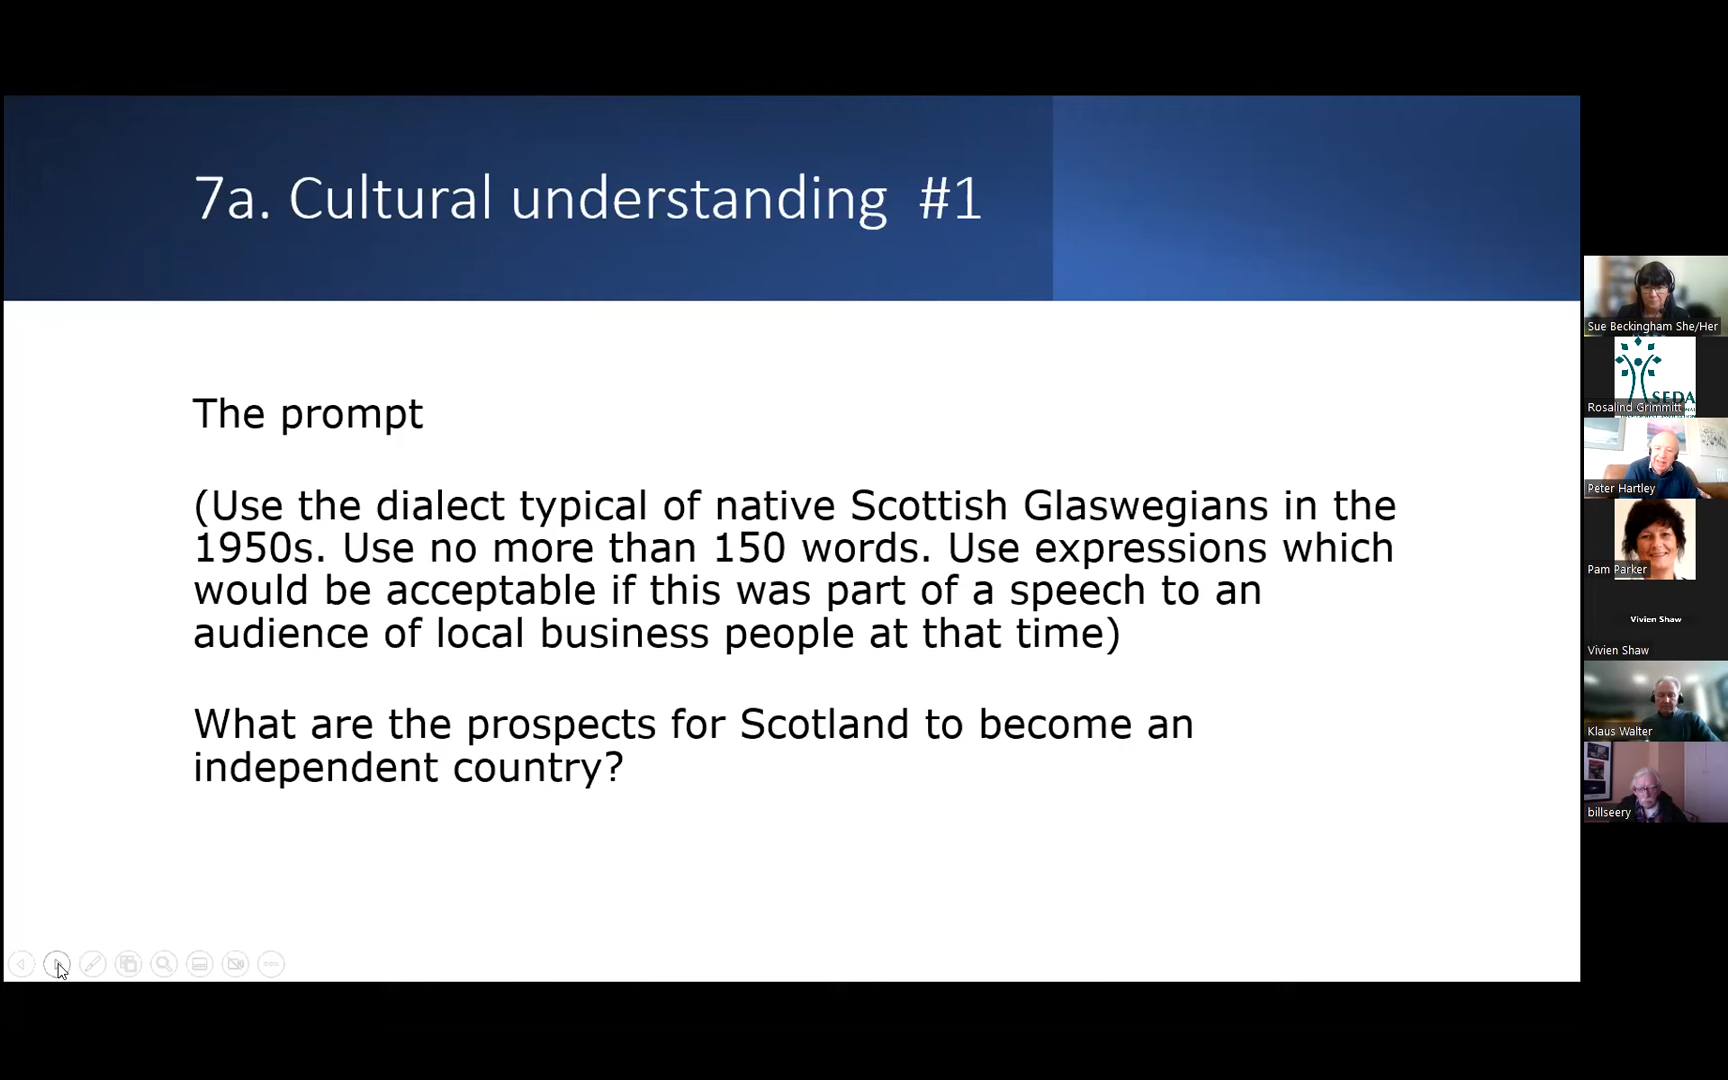 7a. Cultural understanding #1
The prompt
(Use the dialect typical of native Scottish Glaswegians in the
1950s. Use no more than 150 words. Use expressions which
would be acceptable if this was part of a speech to an
audience of local business people at that time)
What are the prospects for Scotland to become an
independent country?
Sue Beckingham She/Her
SEDA
Rosalind Grimmitt
Peter Hartley
Pam Parker
Vivien Shaw
Vivien Shaw
Klaus Walter
billseery